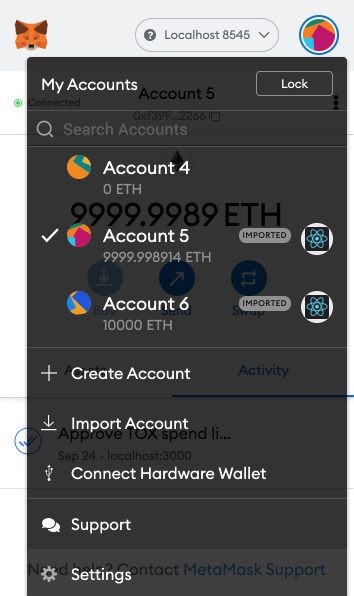 Localhost 8545
My Accounts
Lock
Connected
Account 5
0xf39F...2266
Search Accounts
Account 4
0 ETH
9999.9989 ETH
Account 5
IMPORTED
9999.998914 ETH
Buy
Send
Swap
Account 6
IMPORTED
10000 ETH
Create Account
Assets
Activity
Import Account
Approve TOX spend li...
Sep 24 · localhost:3000
Connect Hardware Wallet
Support
Need help? Contact MetaMask Support
Settings